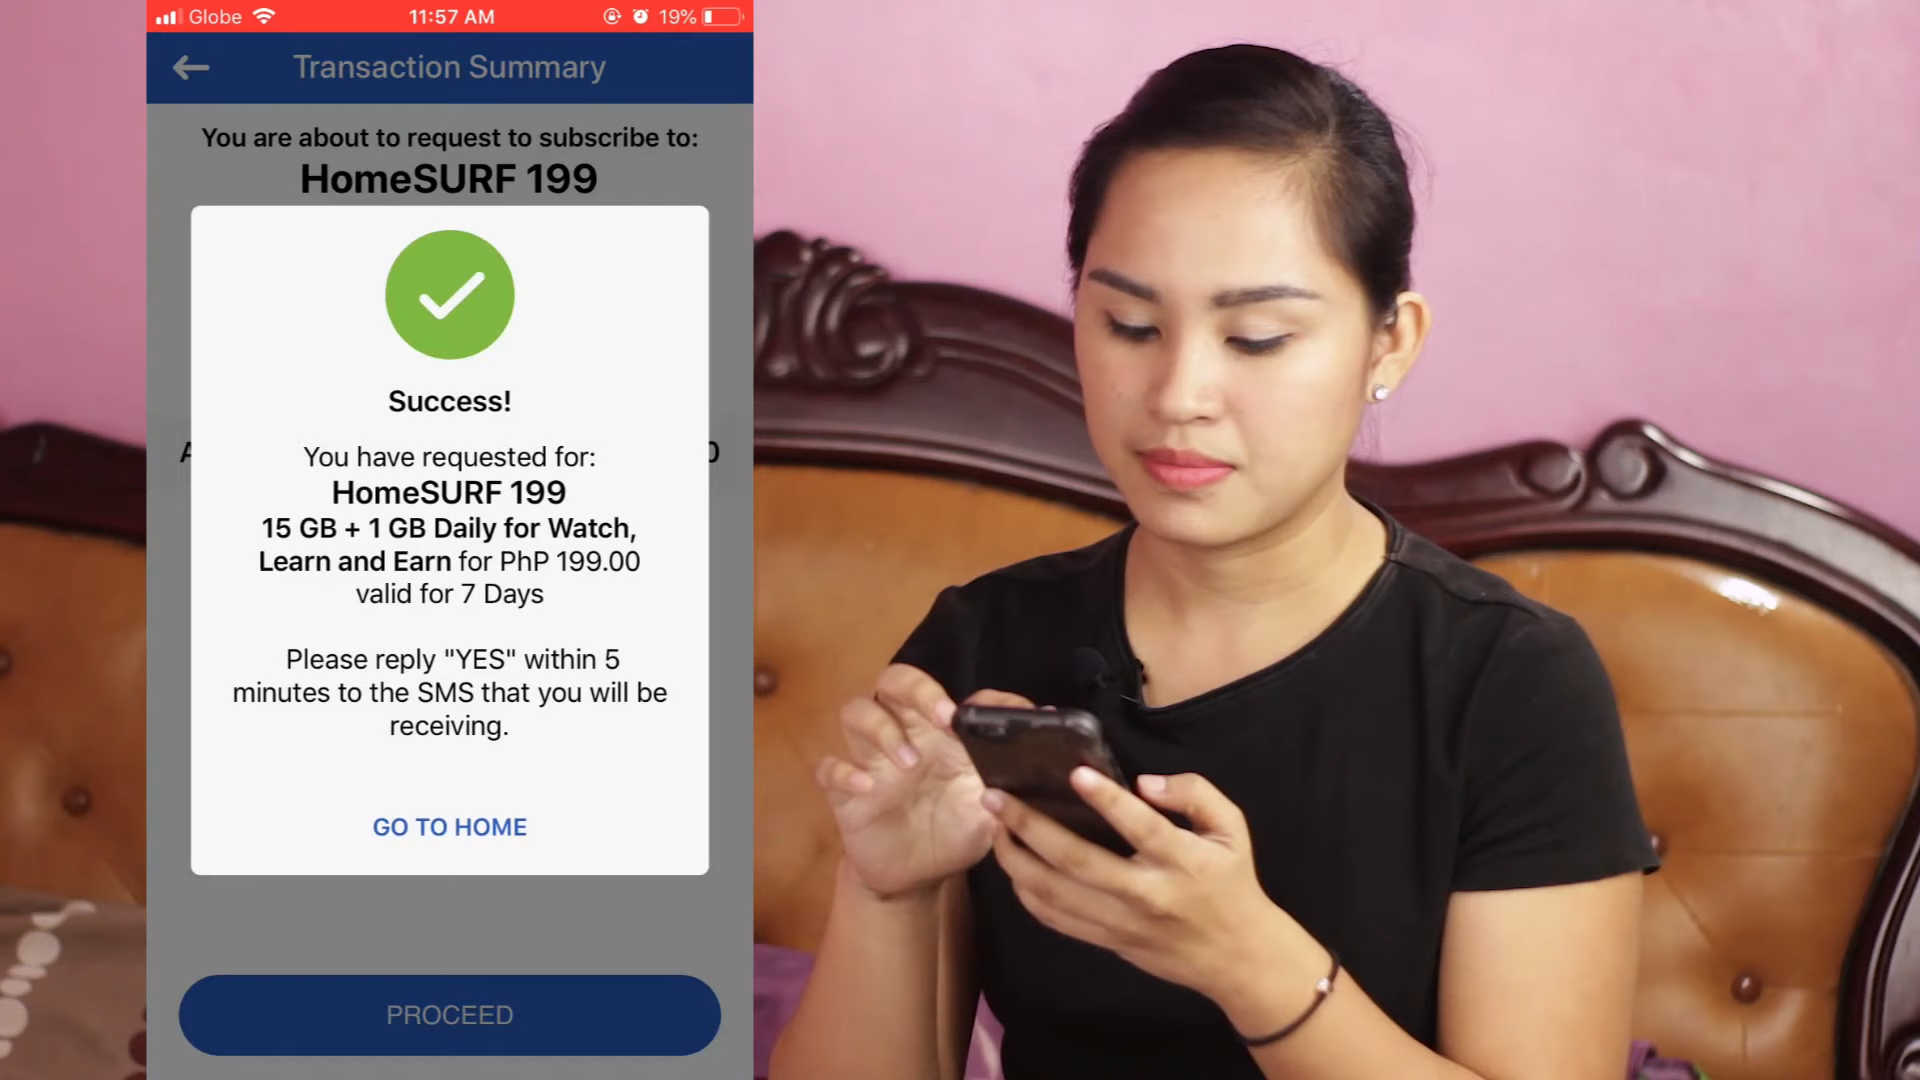 Globe 11:57 AM 19%
Transaction Summary
You are about to request to subscribe to:
HomeSURF 199
Success!
You have requested for:
HomeSURF 199
15 GB + 1 GB Daily for Watch,
Learn and Earn for PhP 199.00
valid for 7 Days
Please reply "YES" within 5
minutes to the SMS that you will be
receiving.
GO TO HOME
PROCEED